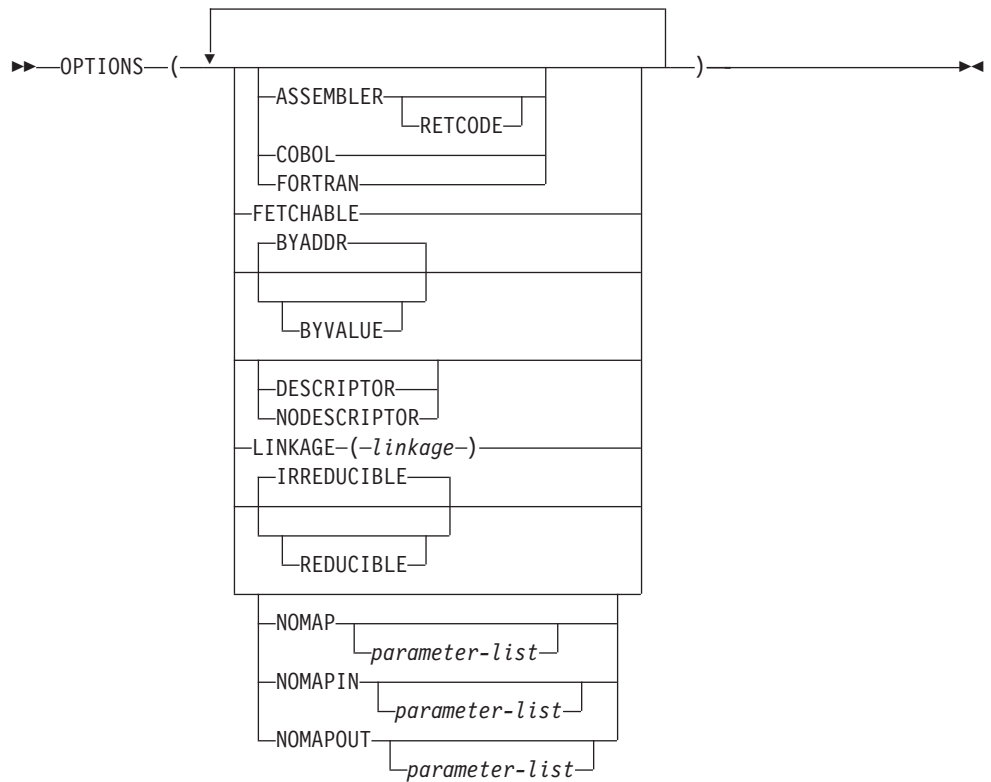 OPTIONS ( )
ASSEMBLER
RETCODE
COBOL
FORTRAN
FETCHABLE
BYADDR
BYVALUE
DESCRIPTOR
NODESCRIPTOR
LINKAGE (linkage)
IRREDUCIBLE
REDUCIBLE
NOMAP
parameter-list
NOMAPIN
parameter-list
NOMAPOUT
parameter-list